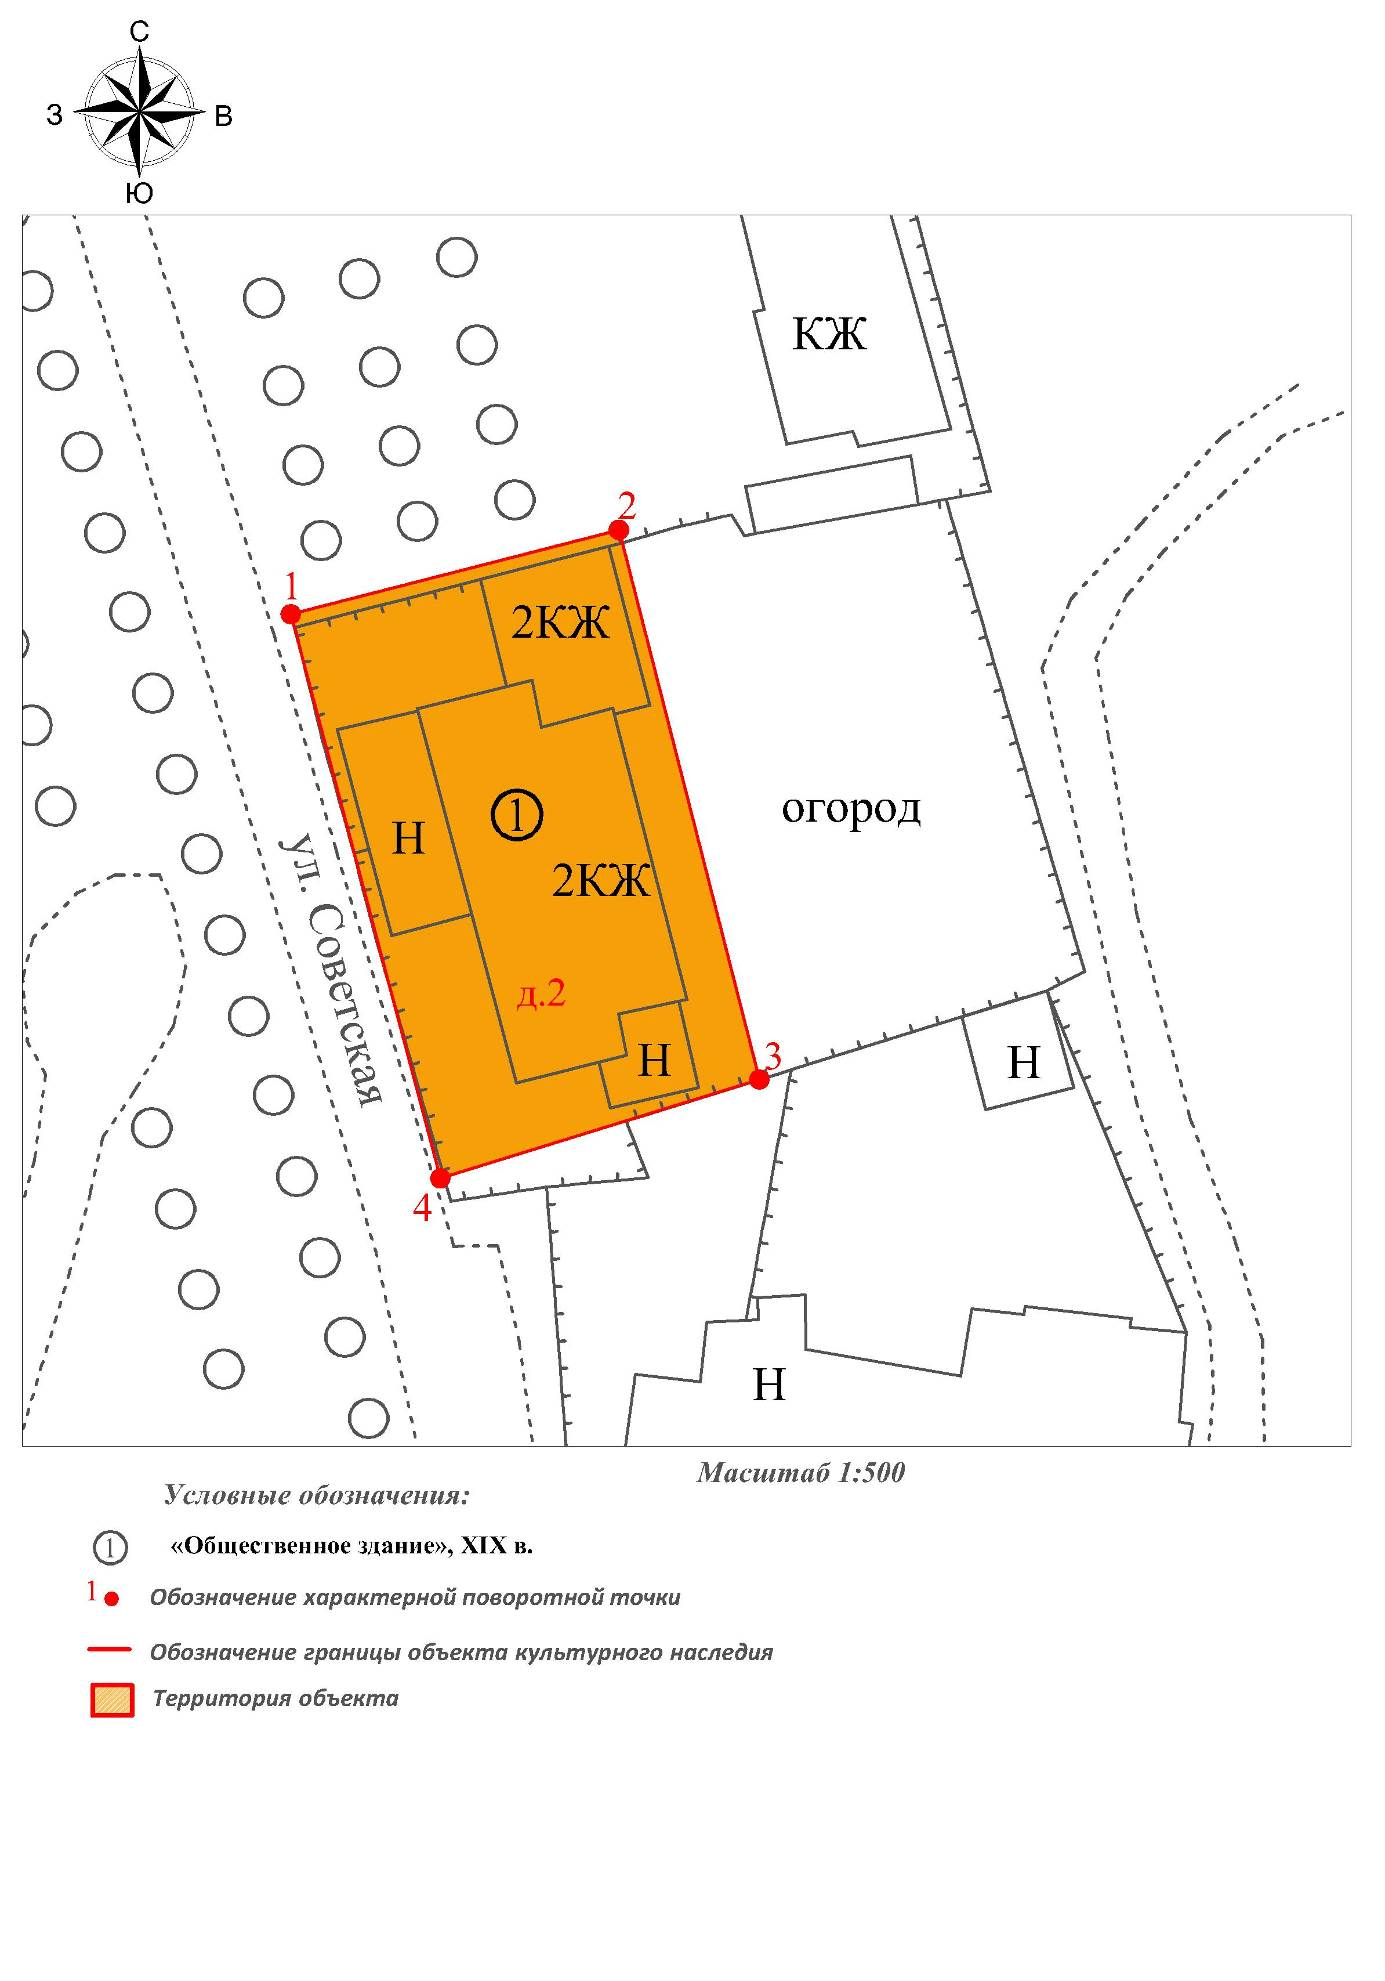 С
З
В
Ю
КЖ
2
1
2КЖ
огород
1
Н
2КЖ
ул. Советская
д.2
Н
3
Н
4
Н
Масштаб 1:500
Условные обозначения:
1
«Общественное здание», XIX в.
1
Обозначение характерной поворотной точки
Обозначение границы объекта культурного наследия
Территория объекта